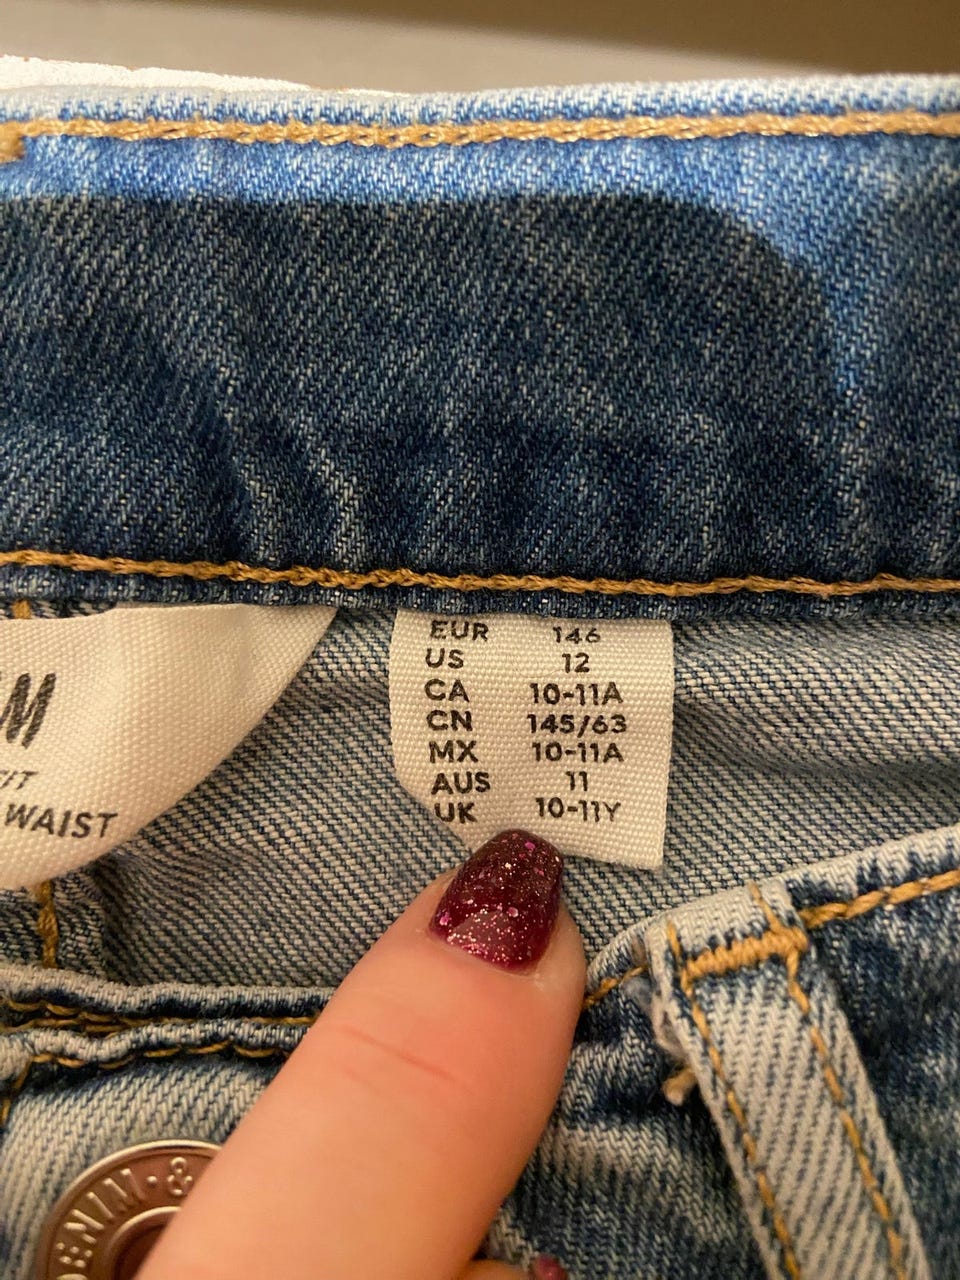 EUR 146
US 12
CA 10-11A
CN 145/63
MX 10-11A
AUS 11
UK 10-11Y
WAIST
DENIM · &